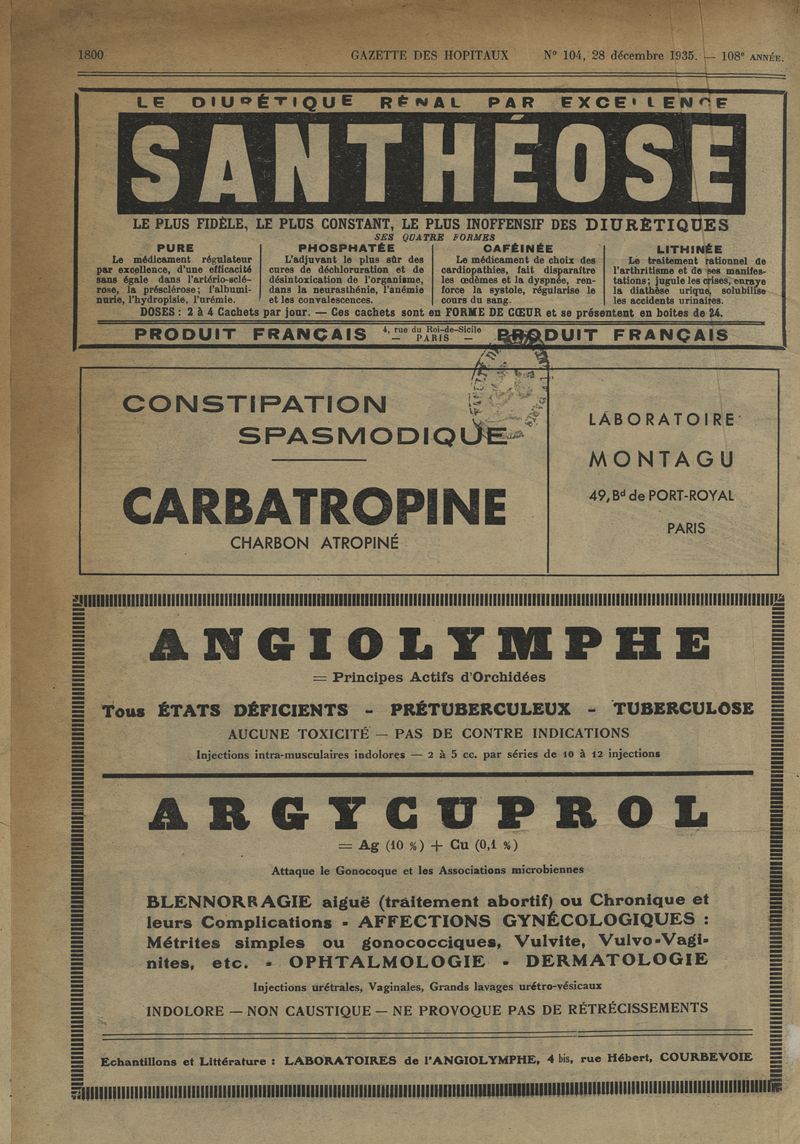 1800 GAZETTE DES HOPITAUX N° 104, 28 décembre 1935. — 108e ANNÉE.
LE DIURÉTIQUE RÉNAL PAR EXCELLENCE
SANTHÉOSE
LE PLUS FIDÈLE, LE PLUS CONSTANT, LE PLUS INOFFENSIF DES DIURÉTIQUES
SES QUATRE FORMES
PURE
Le médicament régulateur
par excellence, d'une efficacité
sans égale dans l'artério-sclé-
rose, la présclérose; l'albumi-
nurie, l'hydropisie, l'urémie.
PHOSPHATÉE
L'adjuvant le plus sûr des
cures de déchloruration et de
désintoxication de l'organisme,
dans la neurasthénie, l'anémie
et les convalescences.
CAFÉINÉE
Le médicament de choix des
cardiopathies, fait disparaître
les œdèmes et la dyspnée, ren-
force la systole, régularise le
cours du sang.
LITHINÉE
Le traitement rationnel de
l'arthritisme et de ses manifes-
tations; jugule les crises, enraye
la diathèse urique, solubilise
les accidents urinaires.
DOSES : 2 à 4 Cachets par jour. — Ces cachets sont en FORME DE CŒUR et se présentent en boites de 24.
PRODUIT FRANÇAIS 4, rue du Roi-de-Sicile PRODUIT FRANÇAIS
— PARIS —
CONSTIPATION
SPASMODIQUE
CARBATROPINE
CHARBON ATROPINÉ
LABORATOIRE
MONTAGU
49, Bd de PORT-ROYAL
PARIS
ANGIOLYMPHE
= Principes Actifs d'Orchidées
Tous ÉTATS DÉFICIENTS - PRÉTUBERCULEUX - TUBERCULOSE
AUCUNE TOXICITÉ — PAS DE CONTRE INDICATIONS
Injections intra-musculaires indolores — 2 à 5 cc. par séries de 10 à 12 injections
ARGYCUPROL
= Ag (10 %) + Cu (0,1 %)
Attaque le Gonocoque et les Associations microbiennes
BLENNORRAGIE aiguë (traitement abortif) ou Chronique et
leurs Complications - AFFECTIONS GYNÉCOLOGIQUES :
Métrites simples ou gonococciques, Vulvite, Vulvo-Vagi-
nites, etc. - OPHTALMOLOGIE - DERMATOLOGIE
Injections urétrales, Vaginales, Grands lavages urétro-vésicaux
INDOLORE — NON CAUSTIQUE — NE PROVOQUE PAS DE RÉTRÉCISSEMENTS
Echantillons et Littérature : LABORATOIRES de l'ANGIOLYMPHE, 4 bis, rue Hébert, COURBEVOIE